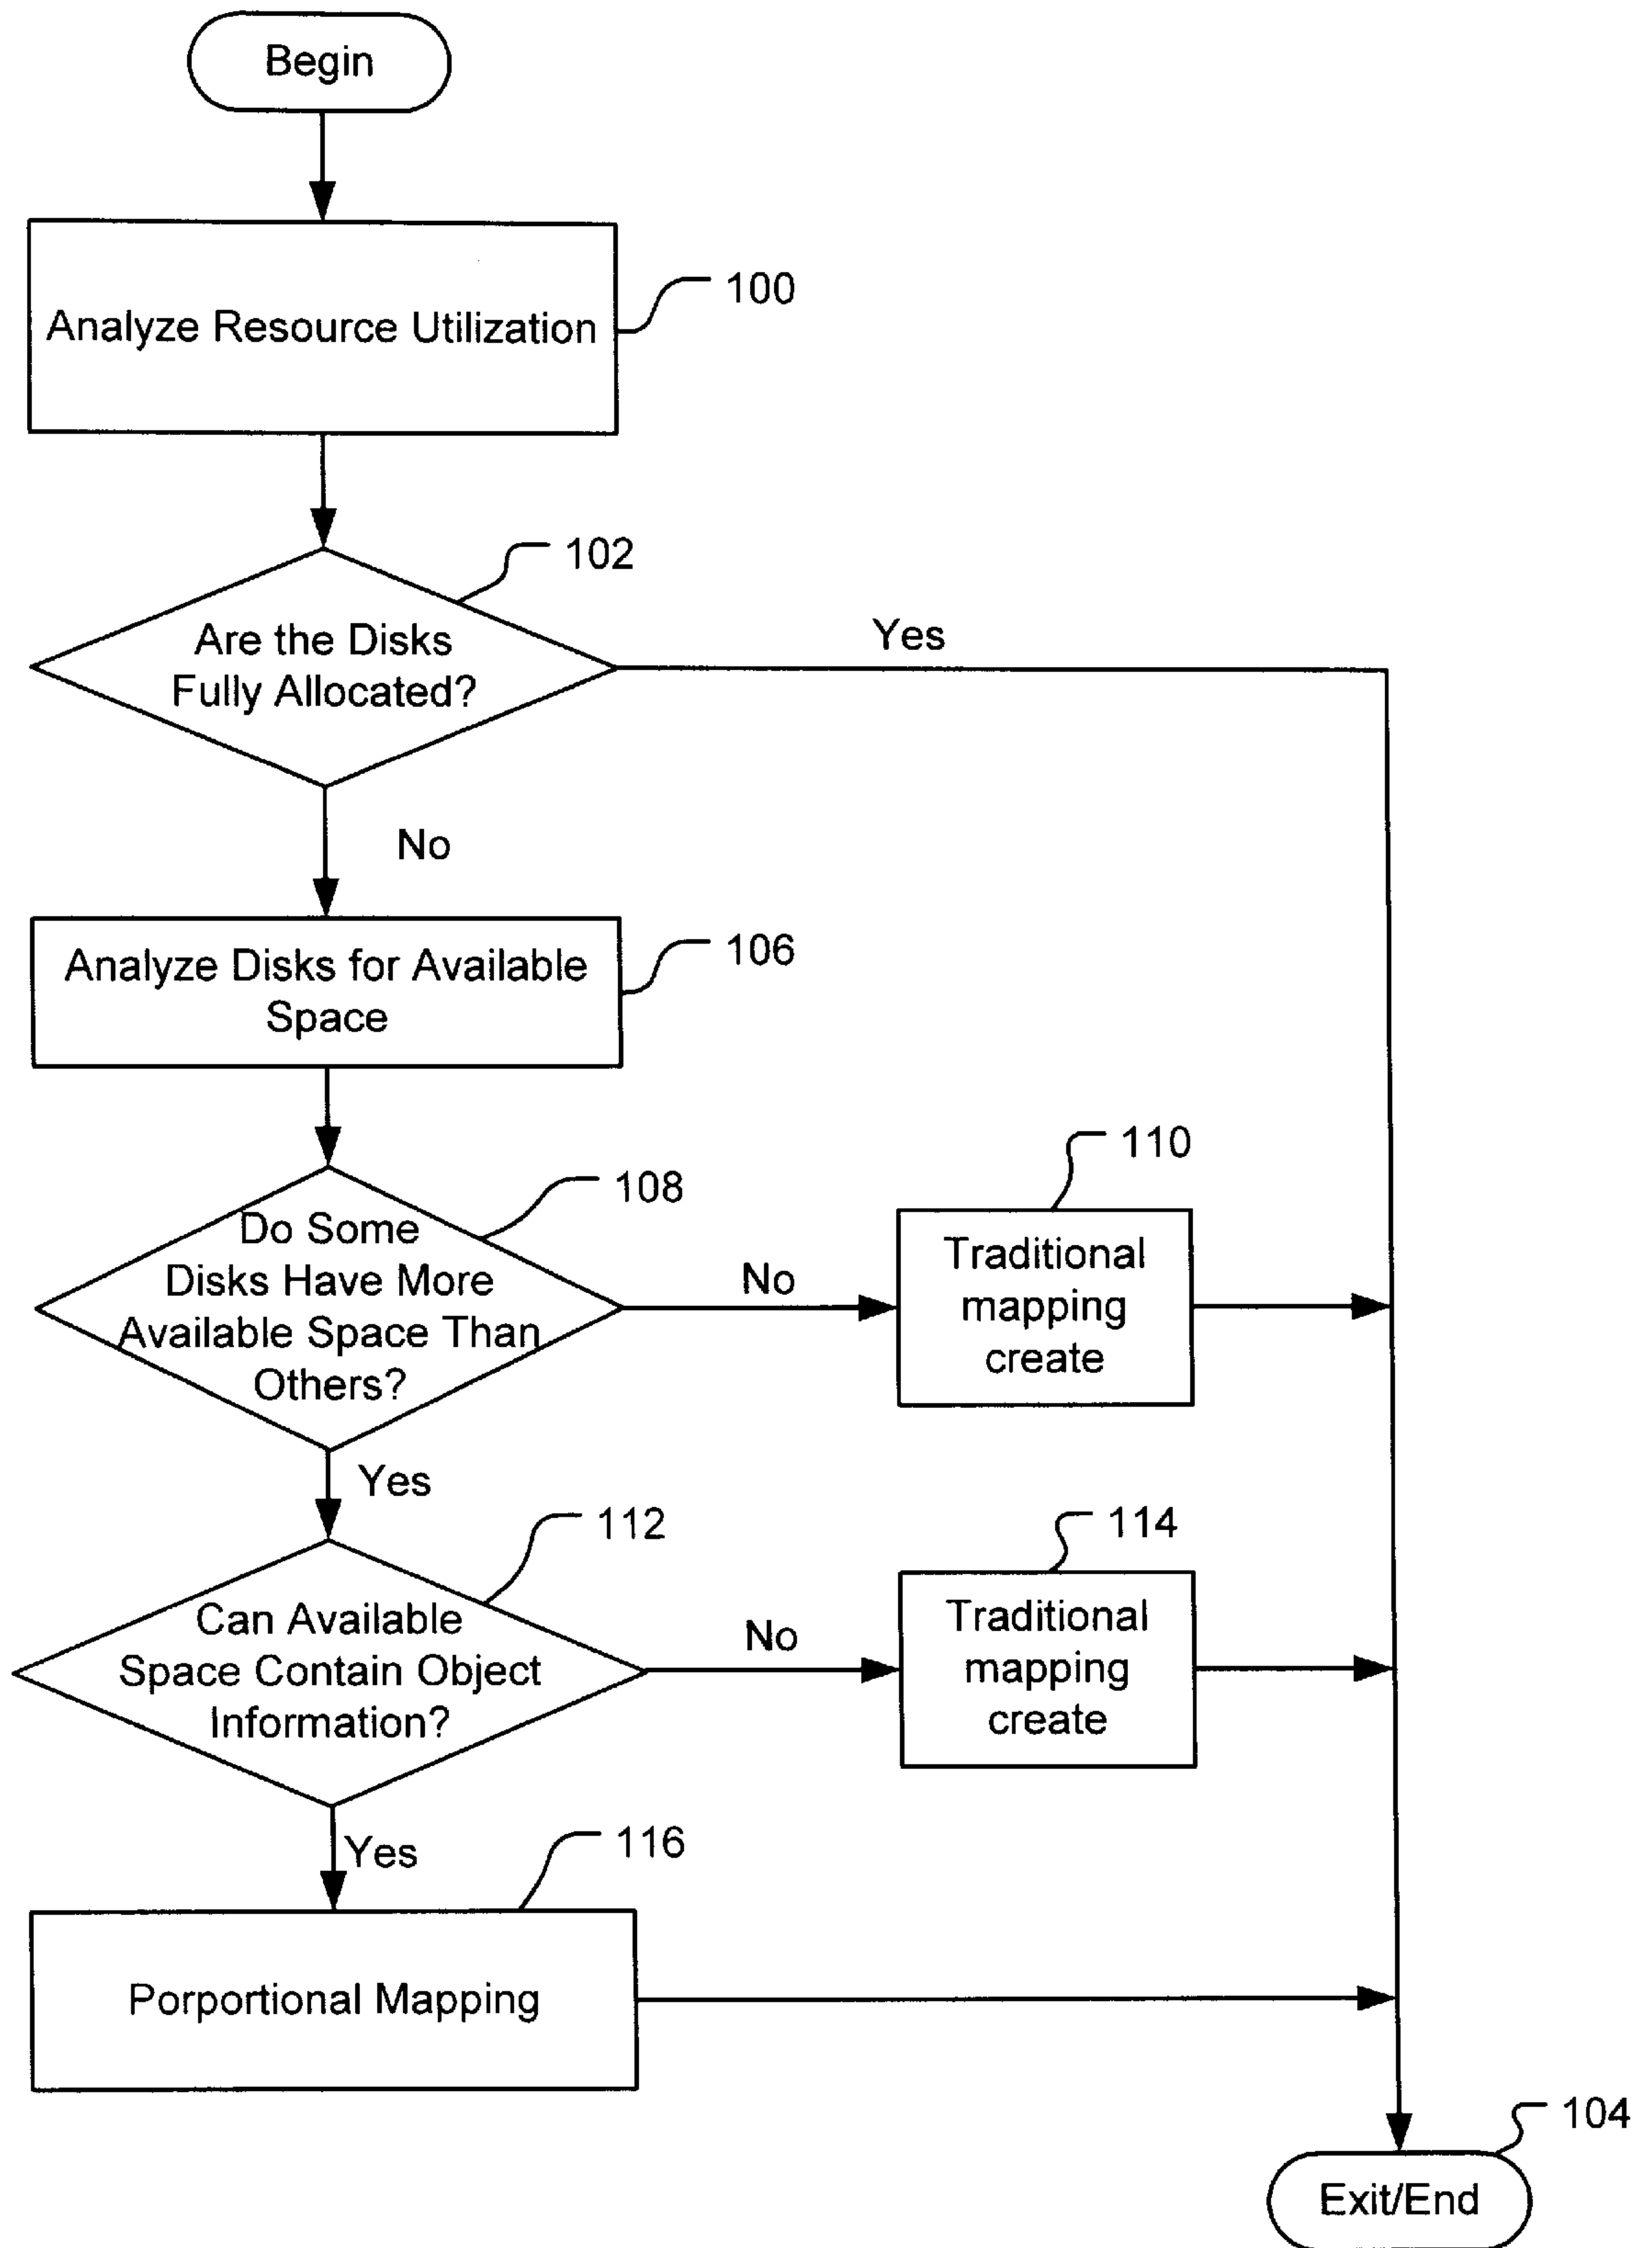 Begin
Analyze Resource Utilization
100
102
Are the Disks
Fully Allocated?
Yes
No
Analyze Disks for Available
Space
106
108
Do Some
Disks Have More
Available Space Than
Others?
No
110
Traditional
mapping
create
Yes
112
Can Available
Space Contain Object
Information?
No
114
Traditional
mapping
create
Yes
116
Porportional Mapping
104
Exit/End